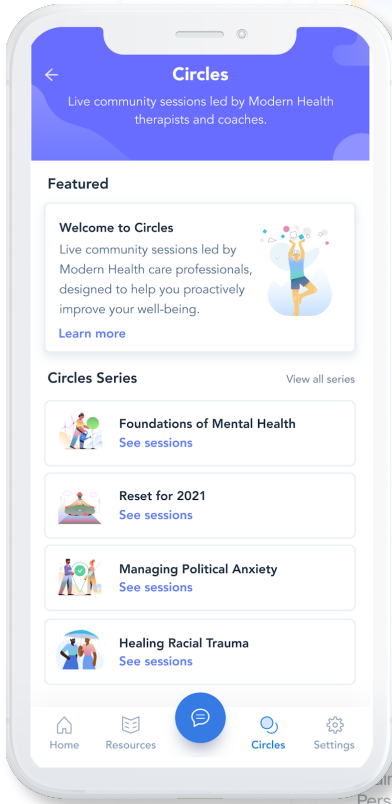 Circles
Live community sessions led by Modern Health
therapists and coaches.
Featured
Welcome to Circles
Live community sessions led by
Modern Health care professionals,
designed to help you proactively
improve your well-being.
Learn more
Circles Series
View all series
Foundations of Mental Health
See sessions
Reset for 2021
See sessions
Managing Political Anxiety
See sessions
Healing Racial Trauma
See sessions
Home
Resources
Circles
Settings